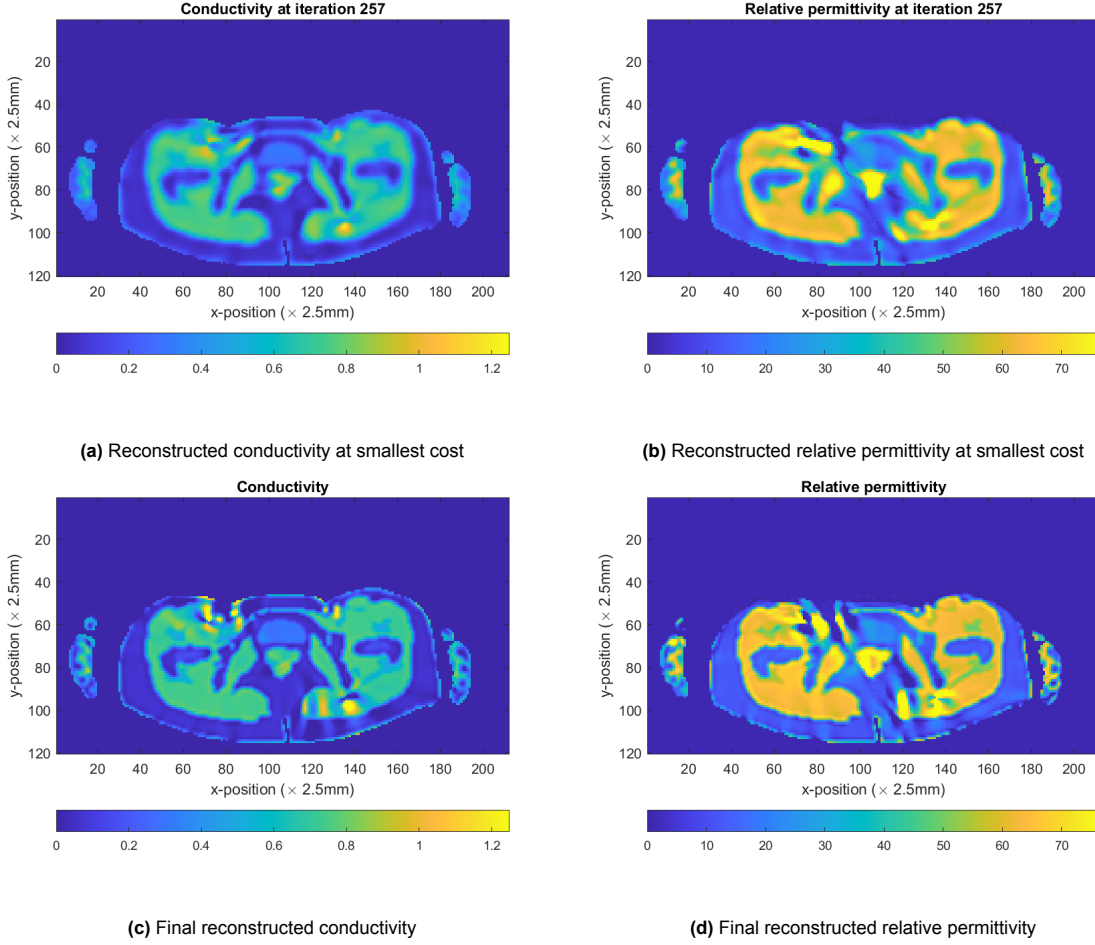 Conductivity at iteration 257
20
40
60
80
100
120
y-position (× 2.5mm)
20 40 60 80 100 120 140 160 180 200
x-position (× 2.5mm)
0 0.2 0.4 0.6 0.8 1 1.2
(a) Reconstructed conductivity at smallest cost
Relative permittivity at iteration 257
20
40
60
80
100
120
y-position (× 2.5mm)
20 40 60 80 100 120 140 160 180 200
x-position (× 2.5mm)
0 10 20 30 40 50 60 70
(b) Reconstructed relative permittivity at smallest cost
Conductivity
20
40
60
80
100
120
y-position (× 2.5mm)
20 40 60 80 100 120 140 160 180 200
x-position (× 2.5mm)
0 0.2 0.4 0.6 0.8 1 1.2
(c) Final reconstructed conductivity
Relative permittivity
20
40
60
80
100
120
y-position (× 2.5mm)
20 40 60 80 100 120 140 160 180 200
x-position (× 2.5mm)
0 10 20 30 40 50 60 70
(d) Final reconstructed relative permittivity